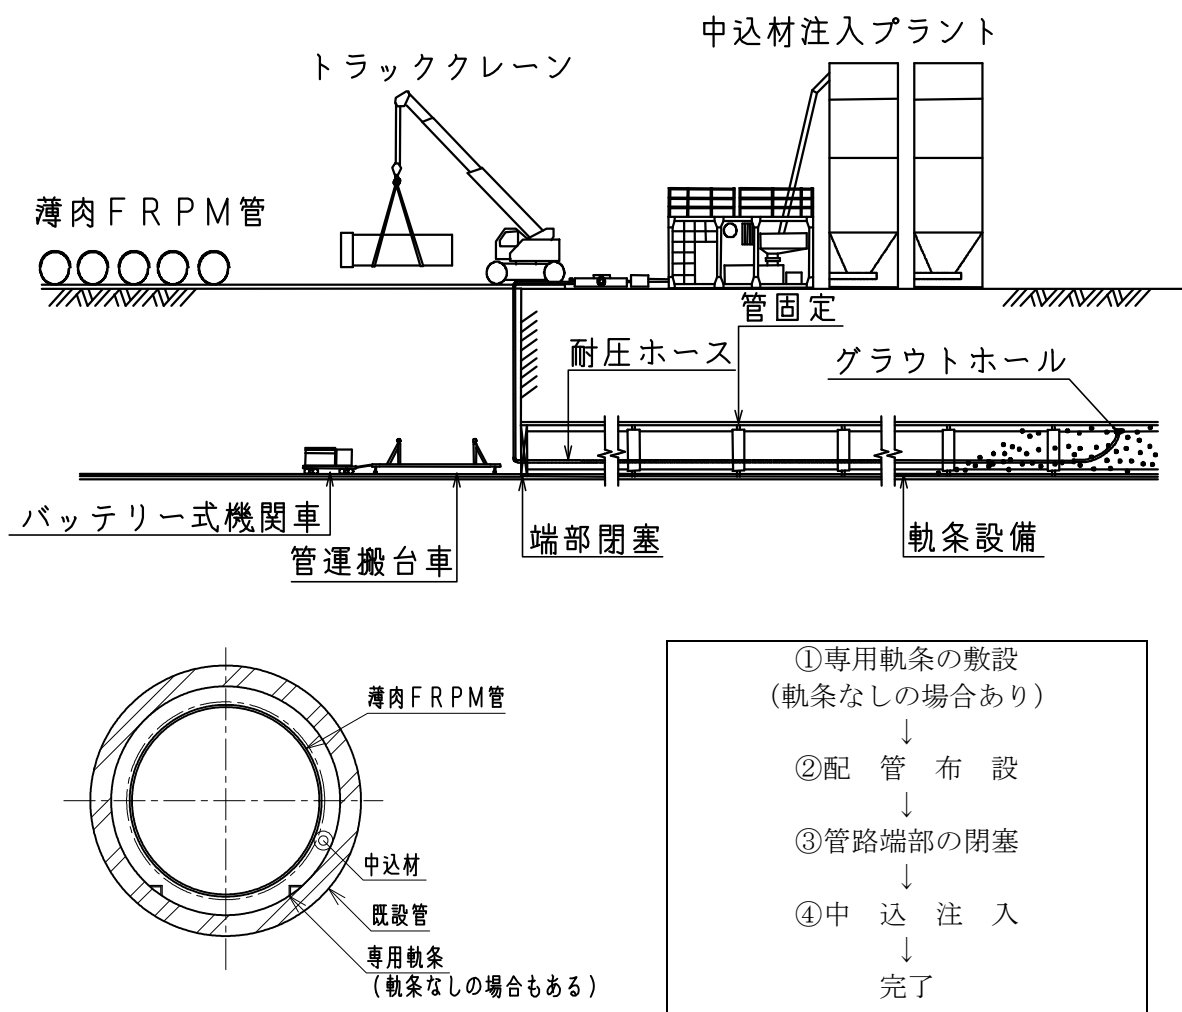 中込材注入プラント
トラッククレーン
薄肉ＦＲＰＭ管
管固定
耐圧ホース
グラウトホール
バッテリー式機関車
管運搬台車
端部閉塞
軌条設備
薄肉ＦＲＰＭ管
中込材
既設管
専用軌条
（軌条なしの場合もある）
①専用軌条の敷設
（軌条なしの場合あり）
↓
②配　管　布　設
↓
③管路端部の閉塞
↓
④中　込　注　入
↓
完了